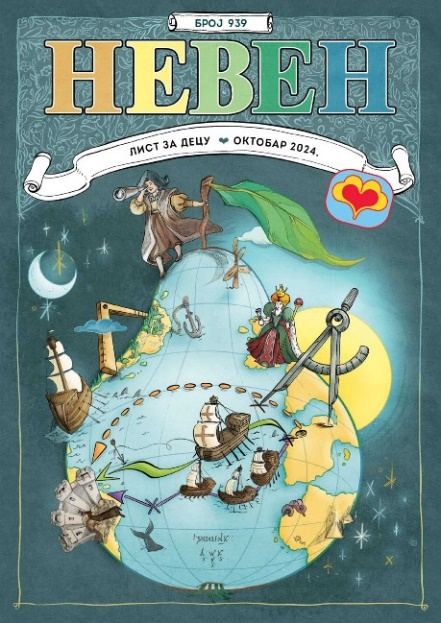 БРОЈ 939
НЕВЕН
ЛИСТ ЗА ДЕЦУ ❤ ОКТОБАР 2024.